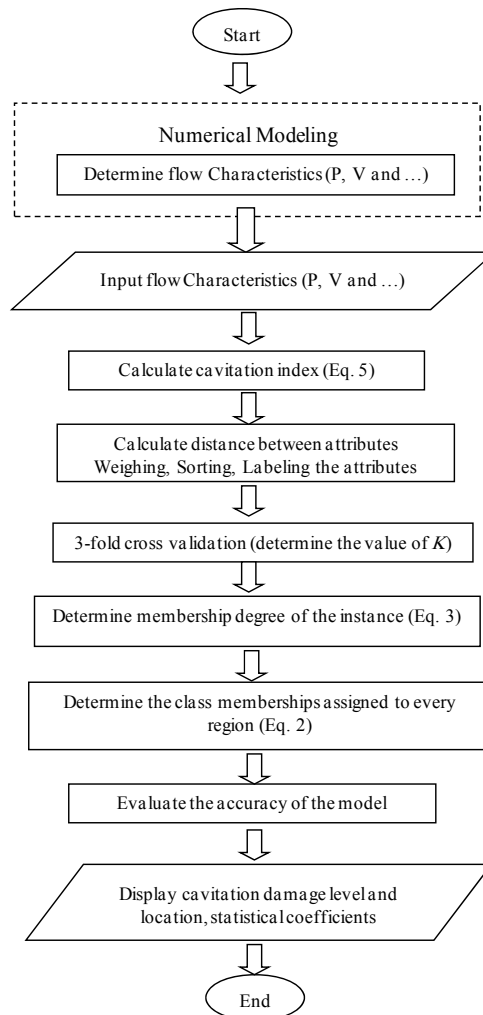 Start
Numerical Modeling
Determine flow Characteristics (P, V and …)
Input flow Characteristics (P, V and …)
Calculate cavitation index (Eq. 5)
Calculate distance between attributes
Weighing, Sorting, Labeling the attributes
3-fold cross validation (determine the value of K)
Determine membership degree of the instance (Eq. 3)
Determine the class memberships assigned to every
region (Eq. 2)
Evaluate the accuracy of the model
Display cavitation damage level and
location, statistical coefficients
End